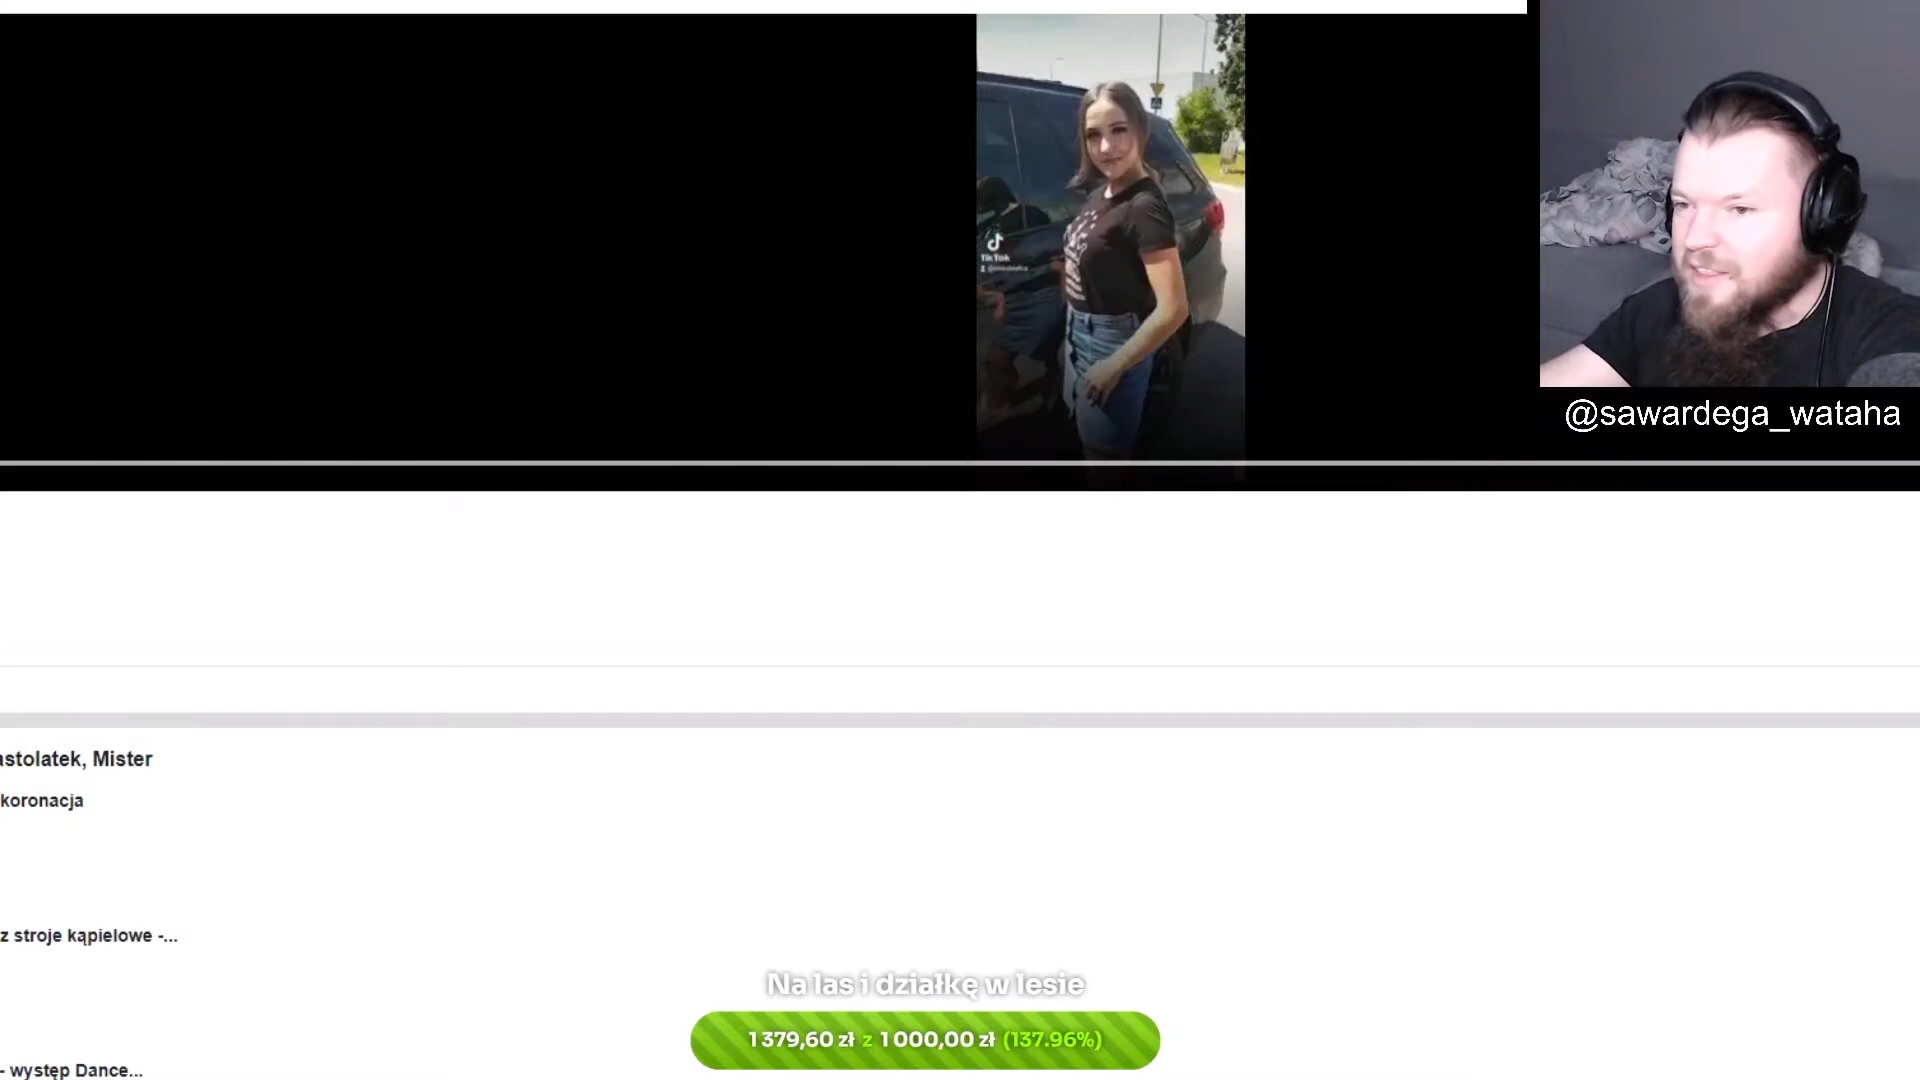 TikTok
@sawardega_wataha
astolatek, Mister
koronacja
z stroje kąpielowe -...
Na las i działkę w lesie
1 379,60 zł z 1 000,00 zł (137.96%)
- występ Dance...